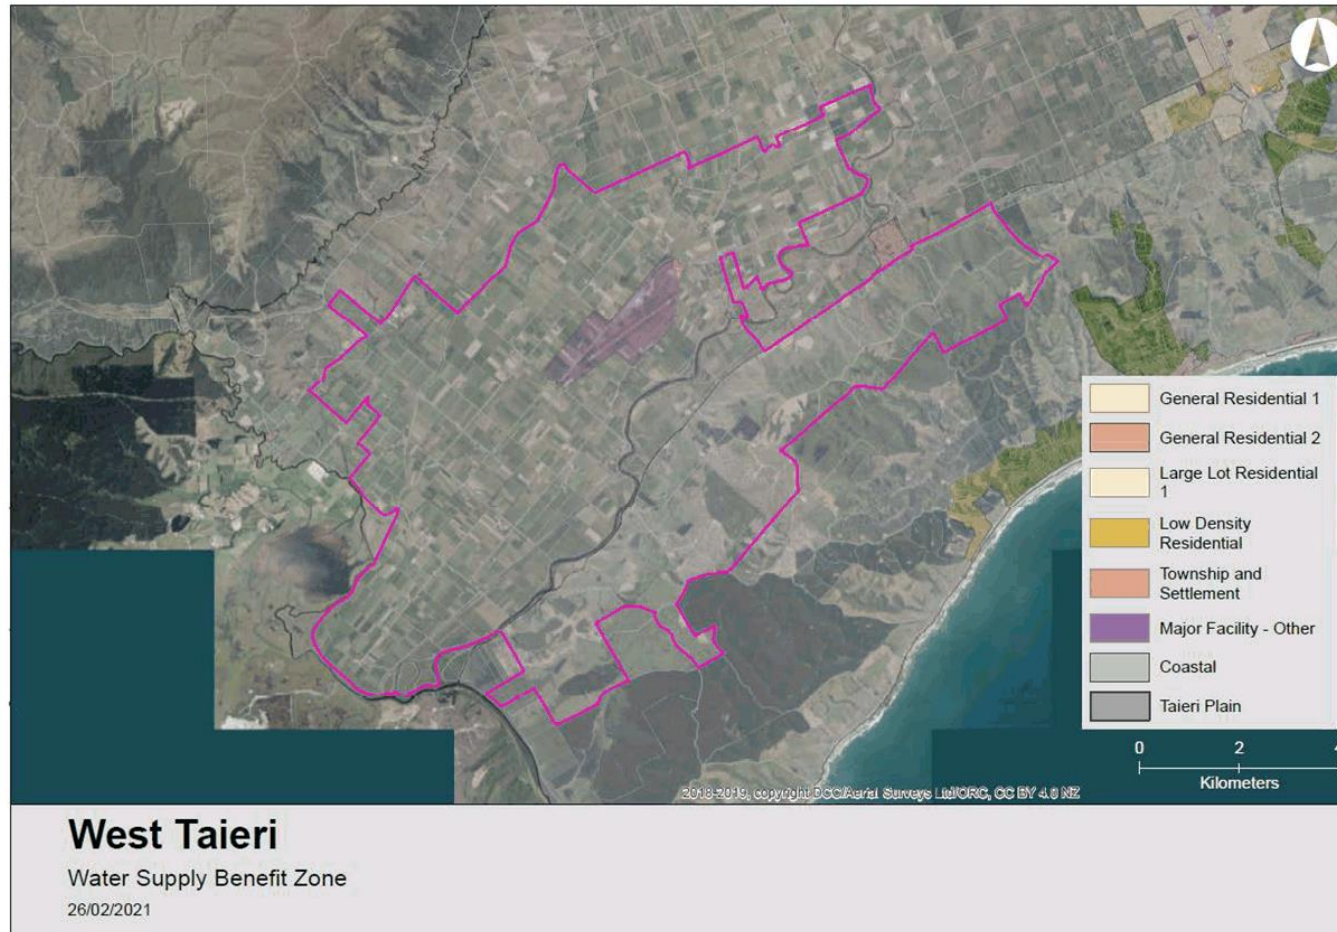 General Residential 1
General Residential 2
Large Lot Residential
1
Low Density
Residential
Township and
Settlement
Major Facility - Other
Coastal
Taieri Plain
0 2 4
Kilometers
2018-2019, copyright DCC/Aerial Surveys Ltd/ORC, CC BY 4.0 NZ
West Taieri
Water Supply Benefit Zone
26/02/2021